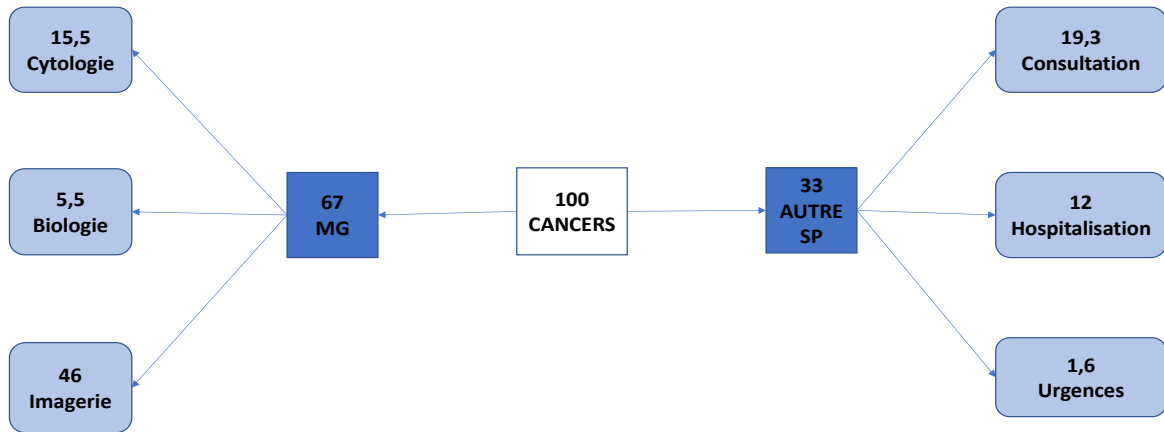 15,5
Cytologie
5,5
Biologie
46
Imagerie
67
MG
100
CANCERS
33
AUTRE
SP
19,3
Consultation
12
Hospitalisation
1,6
Urgences